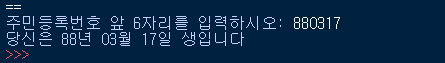 ==
주민등록번호 앞 6자리를 입력하시오: 880317
당신은 88년 03월 17일 생입니다
>>>